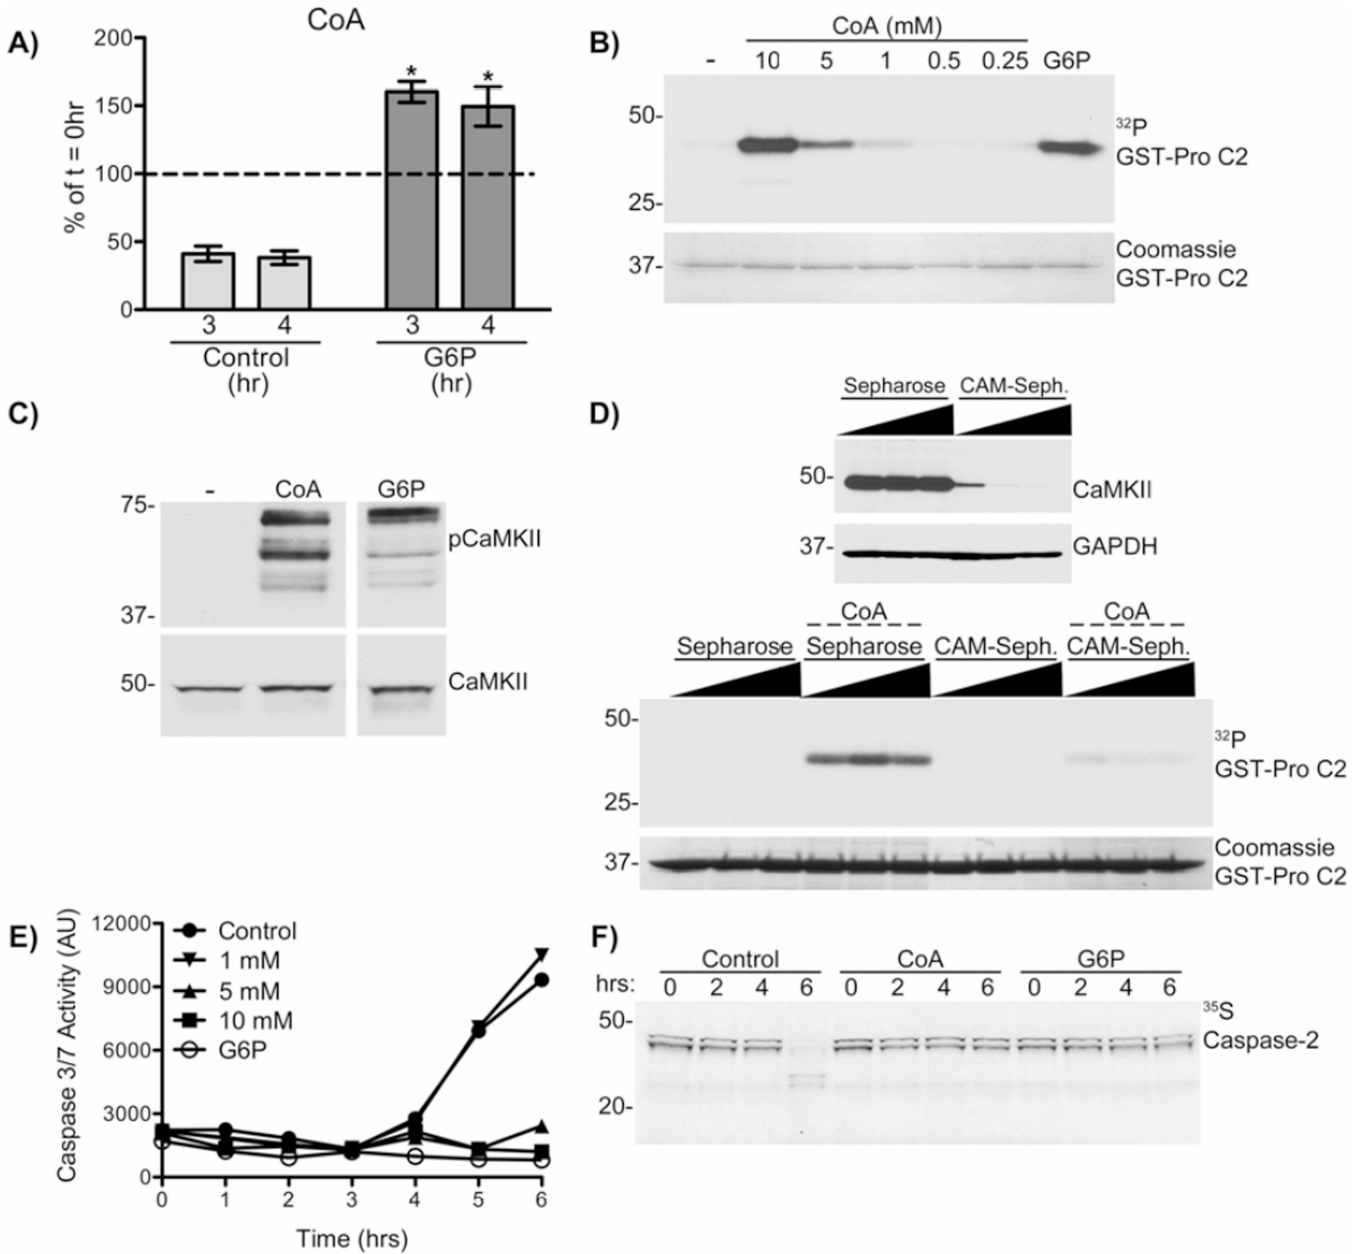 A)
CoA
% of t = 0hr
200
150
100
50
0
* *
3 4 3 4
Control G6P
(hr) (hr)
B)
CoA (mM)
- 10 5 1 0.5 0.25 G6P
50-
25-
32P
GST-Pro C2
37-
Coomassie
GST-Pro C2
C)
- CoA G6P
75-
37-
pCaMKII
50-
CaMKII
D)
Sepharose CAM-Seph.
50-
CaMKII
37-
GAPDH
CoA CoA
Sepharose Sepharose CAM-Seph. CAM-Seph.
50-
25-
32P
GST-Pro C2
37-
Coomassie
GST-Pro C2
E)
Caspase 3/7 Activity (AU)
12000
9000
6000
3000
0
Control
1 mM
5 mM
10 mM
G6P
0 1 2 3 4 5 6
Time (hrs)
F)
Control CoA G6P
hrs: 0 2 4 6 0 2 4 6 0 2 4 6
50-
20-
35S
Caspase-2